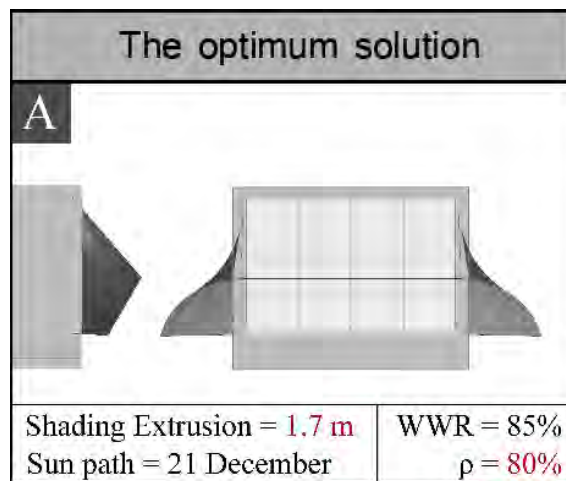 The optimum solution
A
Shading Extrusion = 1.7 m
WWR = 85%
Sun path = 21 December
ρ = 80%